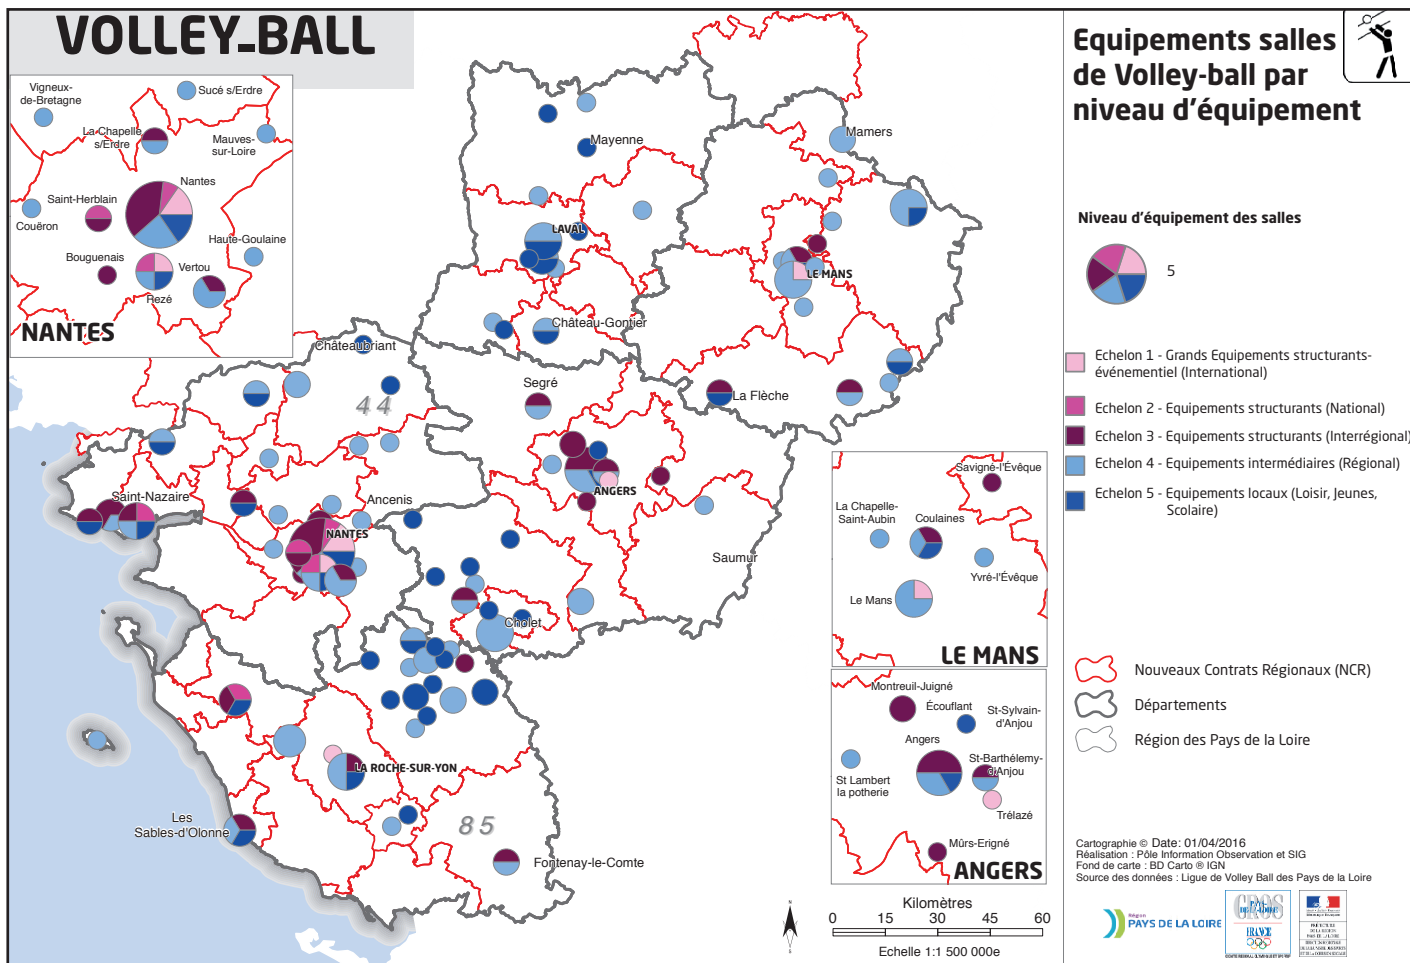 VOLLEY-BALL
Equipements salles
de Volley-ball par
niveau d'équipement
Vigneux-
de-Bretagne
Sucé s/Erdre
La Chapelle
s/Erdre
Mauves-
sur-Loire
Nantes
Saint-Herblain
Couëron
Haute-Goulaine
Bouguenais
Vertou
Rezé
NANTES
Mayenne
Mamers
LAVAL
LE MANS
Château-Gontier
Châteaubriant
44
Segré
La Flèche
ANGERS
Saint-Nazaire
Ancenis
NANTES
Saumur
Cholet
LA ROCHE-SUR-YON
Les
Sables-d'Olonne
85
Fontenay-le-Comte
Savigné-l'Évêque
La Chapelle-
Saint-Aubin
Coulaines
Yvré-l'Évêque
Le Mans
LE MANS
Montreuil-Juigné
Écouflant
St-Sylvain-
d'Anjou
Angers
St-Barthélemy-
d'Anjou
St Lambert
la potherie
Trélazé
Mûrs-Erigné
ANGERS
N
Kilomètres
0 15 30 45 60
Echelle 1:1 500 000e
Niveau d'équipement des salles
5
Echelon 1 - Grands Equipements structurants-
événementiel (International)
Echelon 2 - Equipements structurants (National)
Echelon 3 - Equipements structurants (Interrégional)
Echelon 4 - Equipements intermédiaires (Régional)
Echelon 5 - Equipements locaux (Loisir, Jeunes,
Scolaire)
Nouveaux Contrats Régionaux (NCR)
Départements
Région des Pays de la Loire
Cartographie © Date: 01/04/2016
Réalisation : Pôle Information Observation et SIG
Fond de carte : BD Carto ® IGN
Source des données : Ligue de Volley Ball des Pays de la Loire
Région
PAYS DE LA LOIRE
CROS
FRANCE